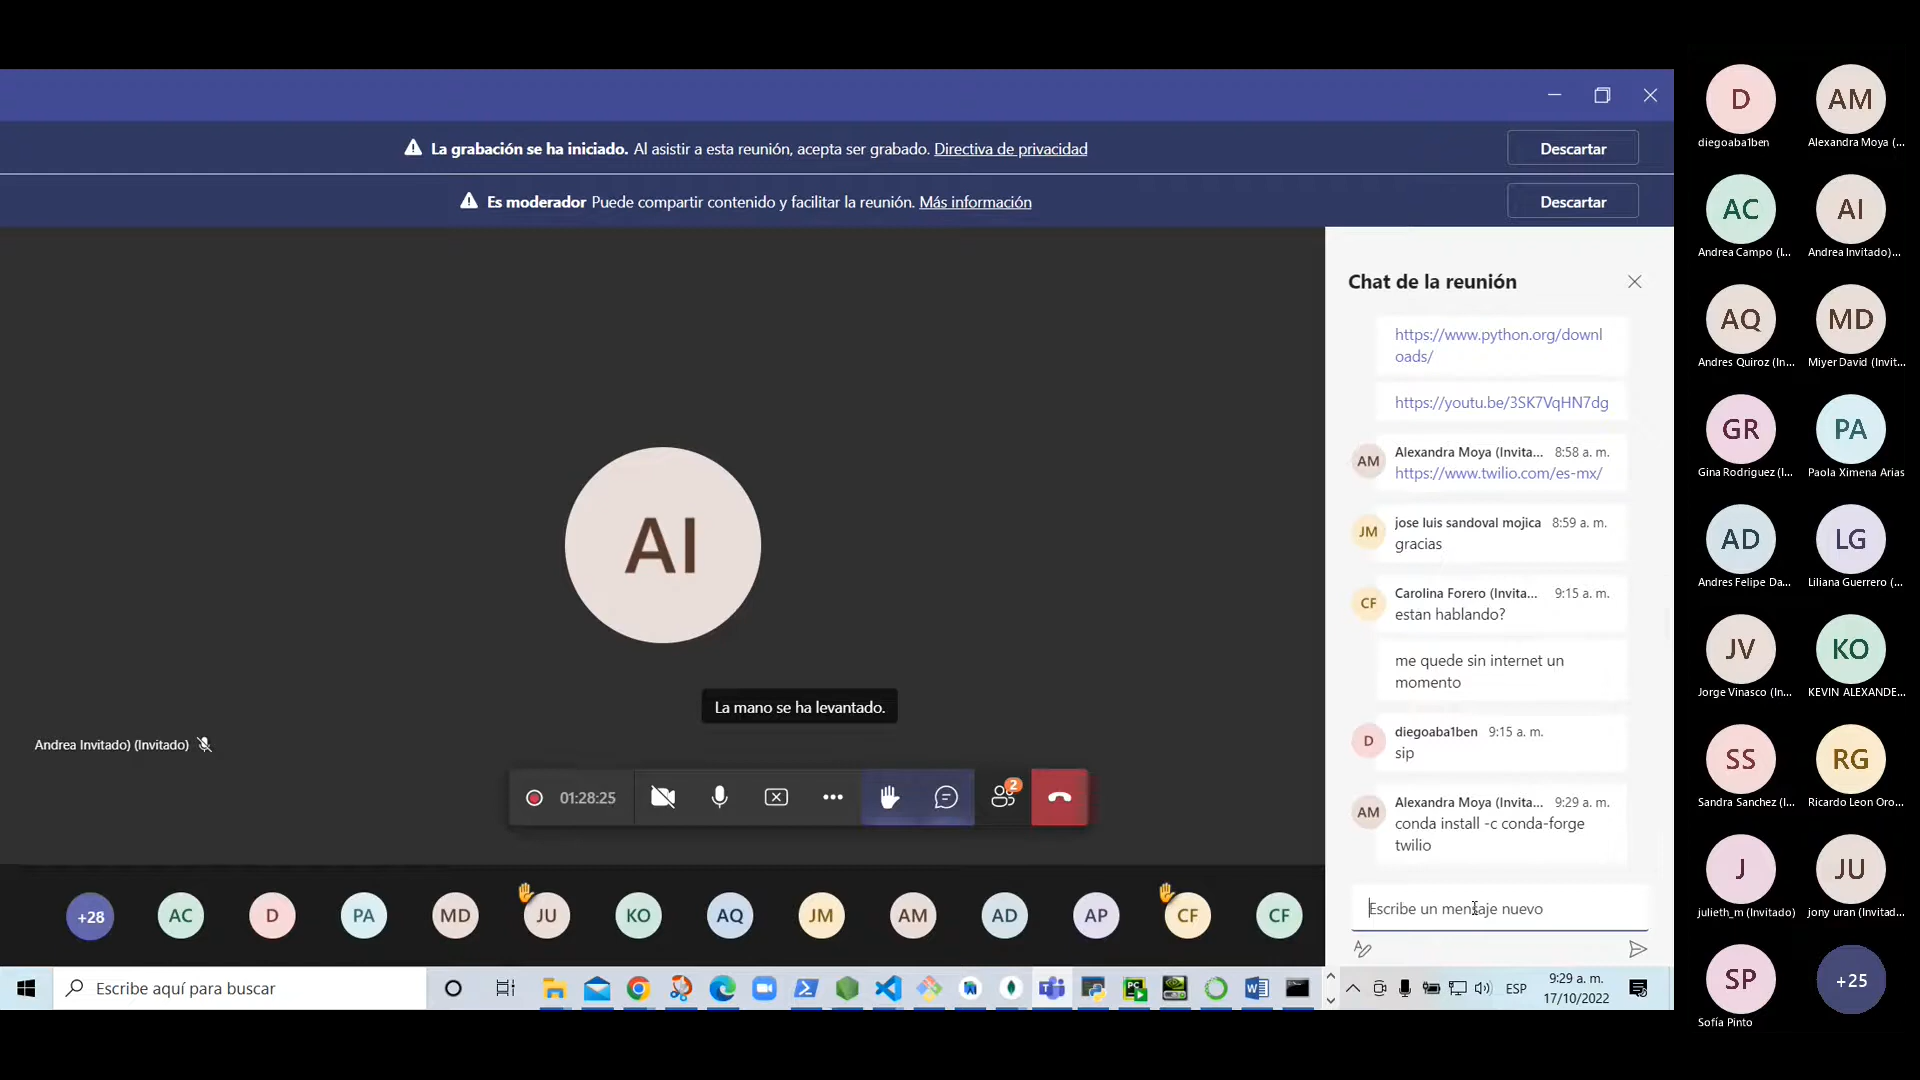 La grabación se ha iniciado. Al asistir a esta reunión, acepta ser grabado. Directiva de privacidad
Descartar
Es moderador Puede compartir contenido y facilitar la reunión. Más información
Descartar
AI
La mano se ha levantado.
Andrea Invitado) (Invitado)
01:28:25
2
+28
AC
D
PA
MD
JU
KO
AQ
JM
AM
AD
AP
CF
CF
Chat de la reunión
https://www.python.org/downl
oads/
https://youtu.be/3SK7VqHN7dg
AM
Alexandra Moya (Invita... 8:58 a. m.
https://www.twilio.com/es-mx/
JM
jose luis sandoval mojica 8:59 a. m.
gracias
CF
Carolina Forero (Invita... 9:15 a. m.
estan hablando?
me quede sin internet un
momento
D
diegoaba1ben 9:15 a. m.
sip
AM
Alexandra Moya (Invita... 9:29 a. m.
conda install -c conda-forge
twilio
Escribe un mensaje nuevo
Escribe aquí para buscar
PC
W
ESP
9:29 a. m.
17/10/2022
D
diegoaba1ben
AM
Alexandra Moya (...
AC
Andrea Campo (I...
AI
Andrea Invitado)...
AQ
Andres Quiroz (In...
MD
Miyer David (Invit...
GR
Gina Rodriguez (I...
PA
Paola Ximena Arias
AD
Andres Felipe Da...
LG
Liliana Guerrero (...
JV
Jorge Vinasco (In...
KO
KEVIN ALEXANDE...
SS
Sandra Sanchez (I...
RG
Ricardo Leon Oro...
J
julieth_m (Invitado)
JU
jony uran (Invitad...
SP
Sofía Pinto
+25